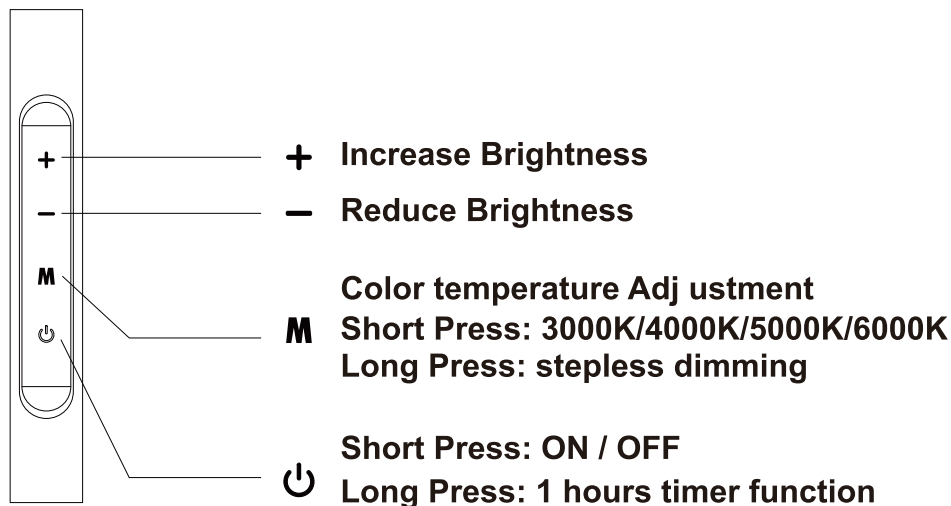 + + Increase Brightness
− − Reduce Brightness
M
Color temperature Adj ustment
M Short Press: 3000K/4000K/5000K/6000K
Long Press: stepless dimming
Short Press: ON / OFF
Long Press: 1 hours timer function